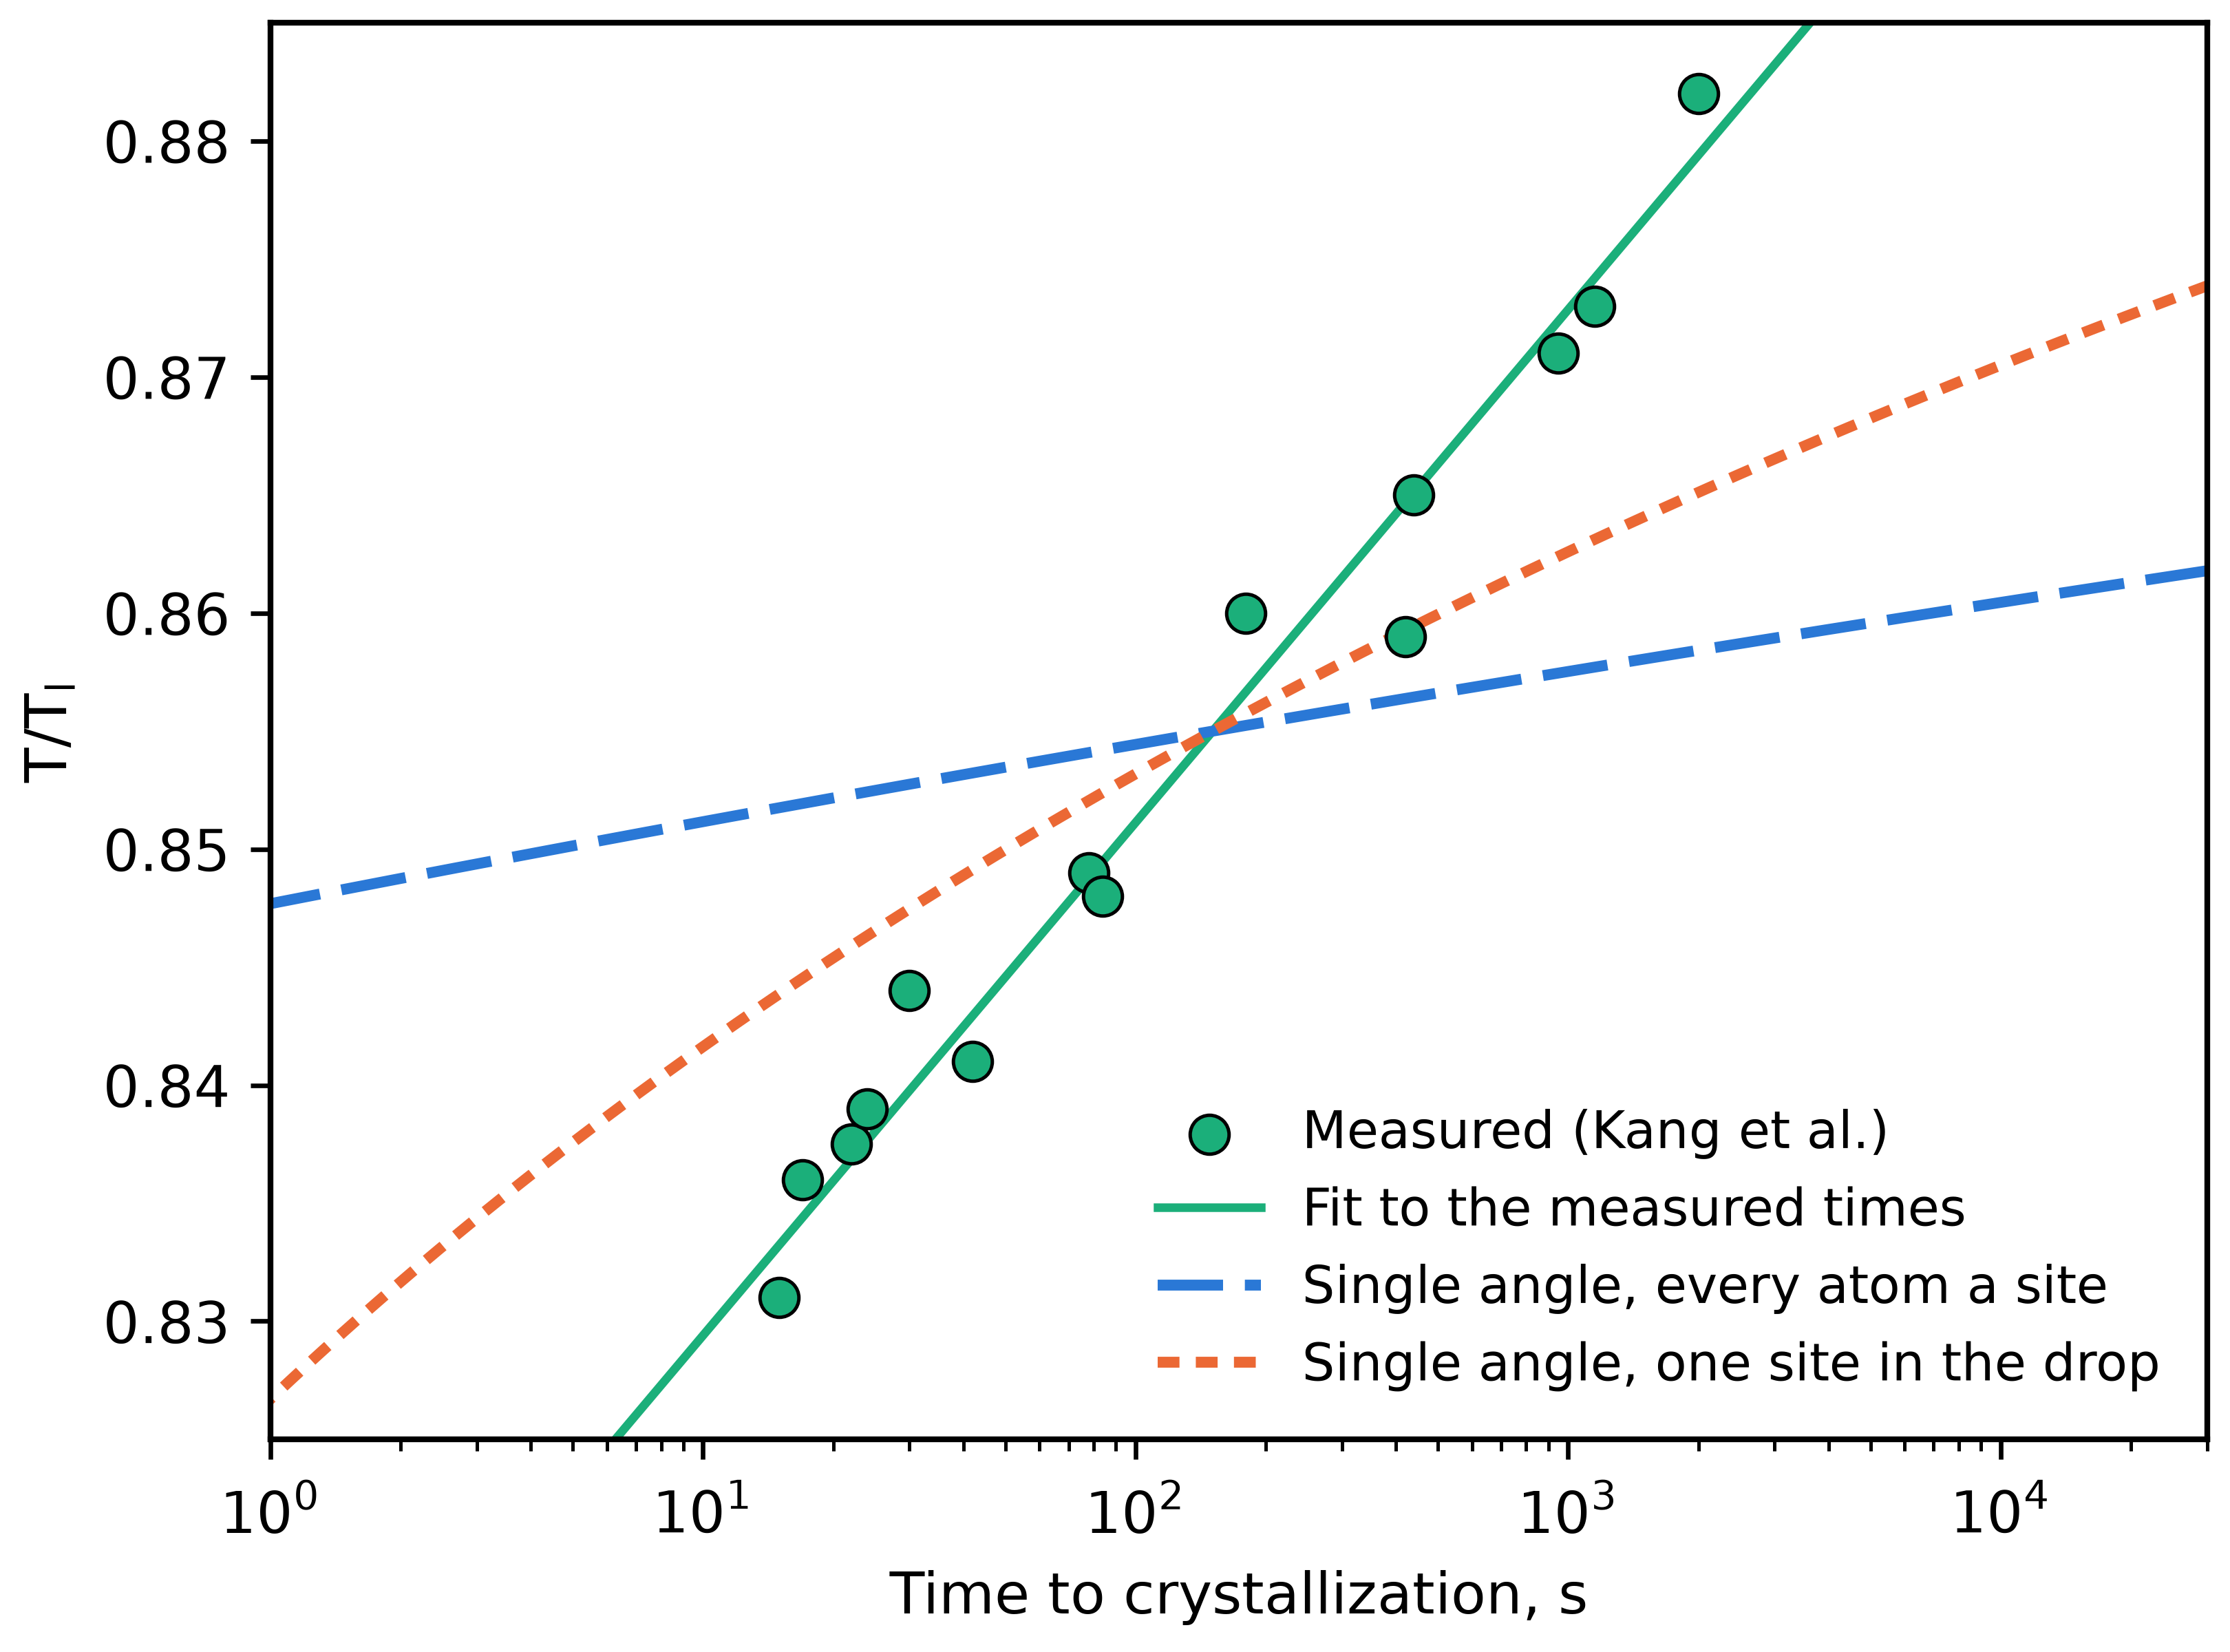 0.88
0.87
0.86
0.85
0.84
0.83
T/T_l
Measured (Kang et al.)
Fit to the measured times
Single angle, every atom a site
Single angle, one site in the drop
10^0 10^1 10^2 10^3 10^4
Time to crystallization, s